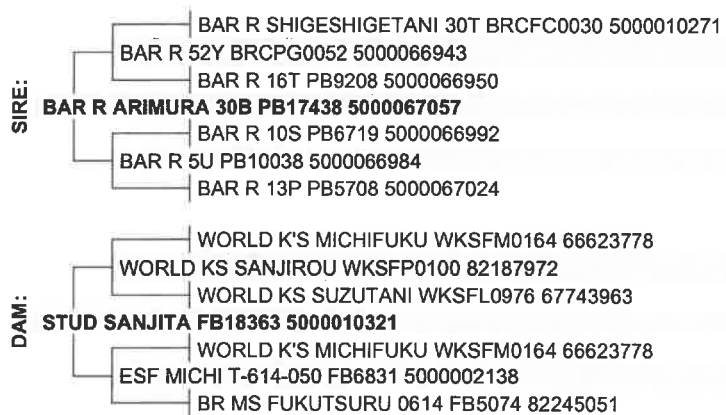 SIRE:
BAR R SHIGESHIGETANI 30T BRCFC0030 5000010271
BAR R 52Y BRCPG0052 5000066943
BAR R 16T PB9208 5000066950
BAR R ARIMURA 30B PB17438 5000067057
BAR R 10S PB6719 5000066992
BAR R 5U PB10038 5000066984
BAR R 13P PB5708 5000067024
DAM:
WORLD K'S MICHIFUKU WKSFM0164 66623778
WORLD KS SANJIROU WKSFP0100 82187972
WORLD KS SUZUTANI WKSFL0976 67743963
STUD SANJITA FB18363 5000010321
WORLD K'S MICHIFUKU WKSFM0164 66623778
ESF MICHI T-614-050 FB6831 5000002138
BR MS FUKUTSURU 0614 FB5074 82245051